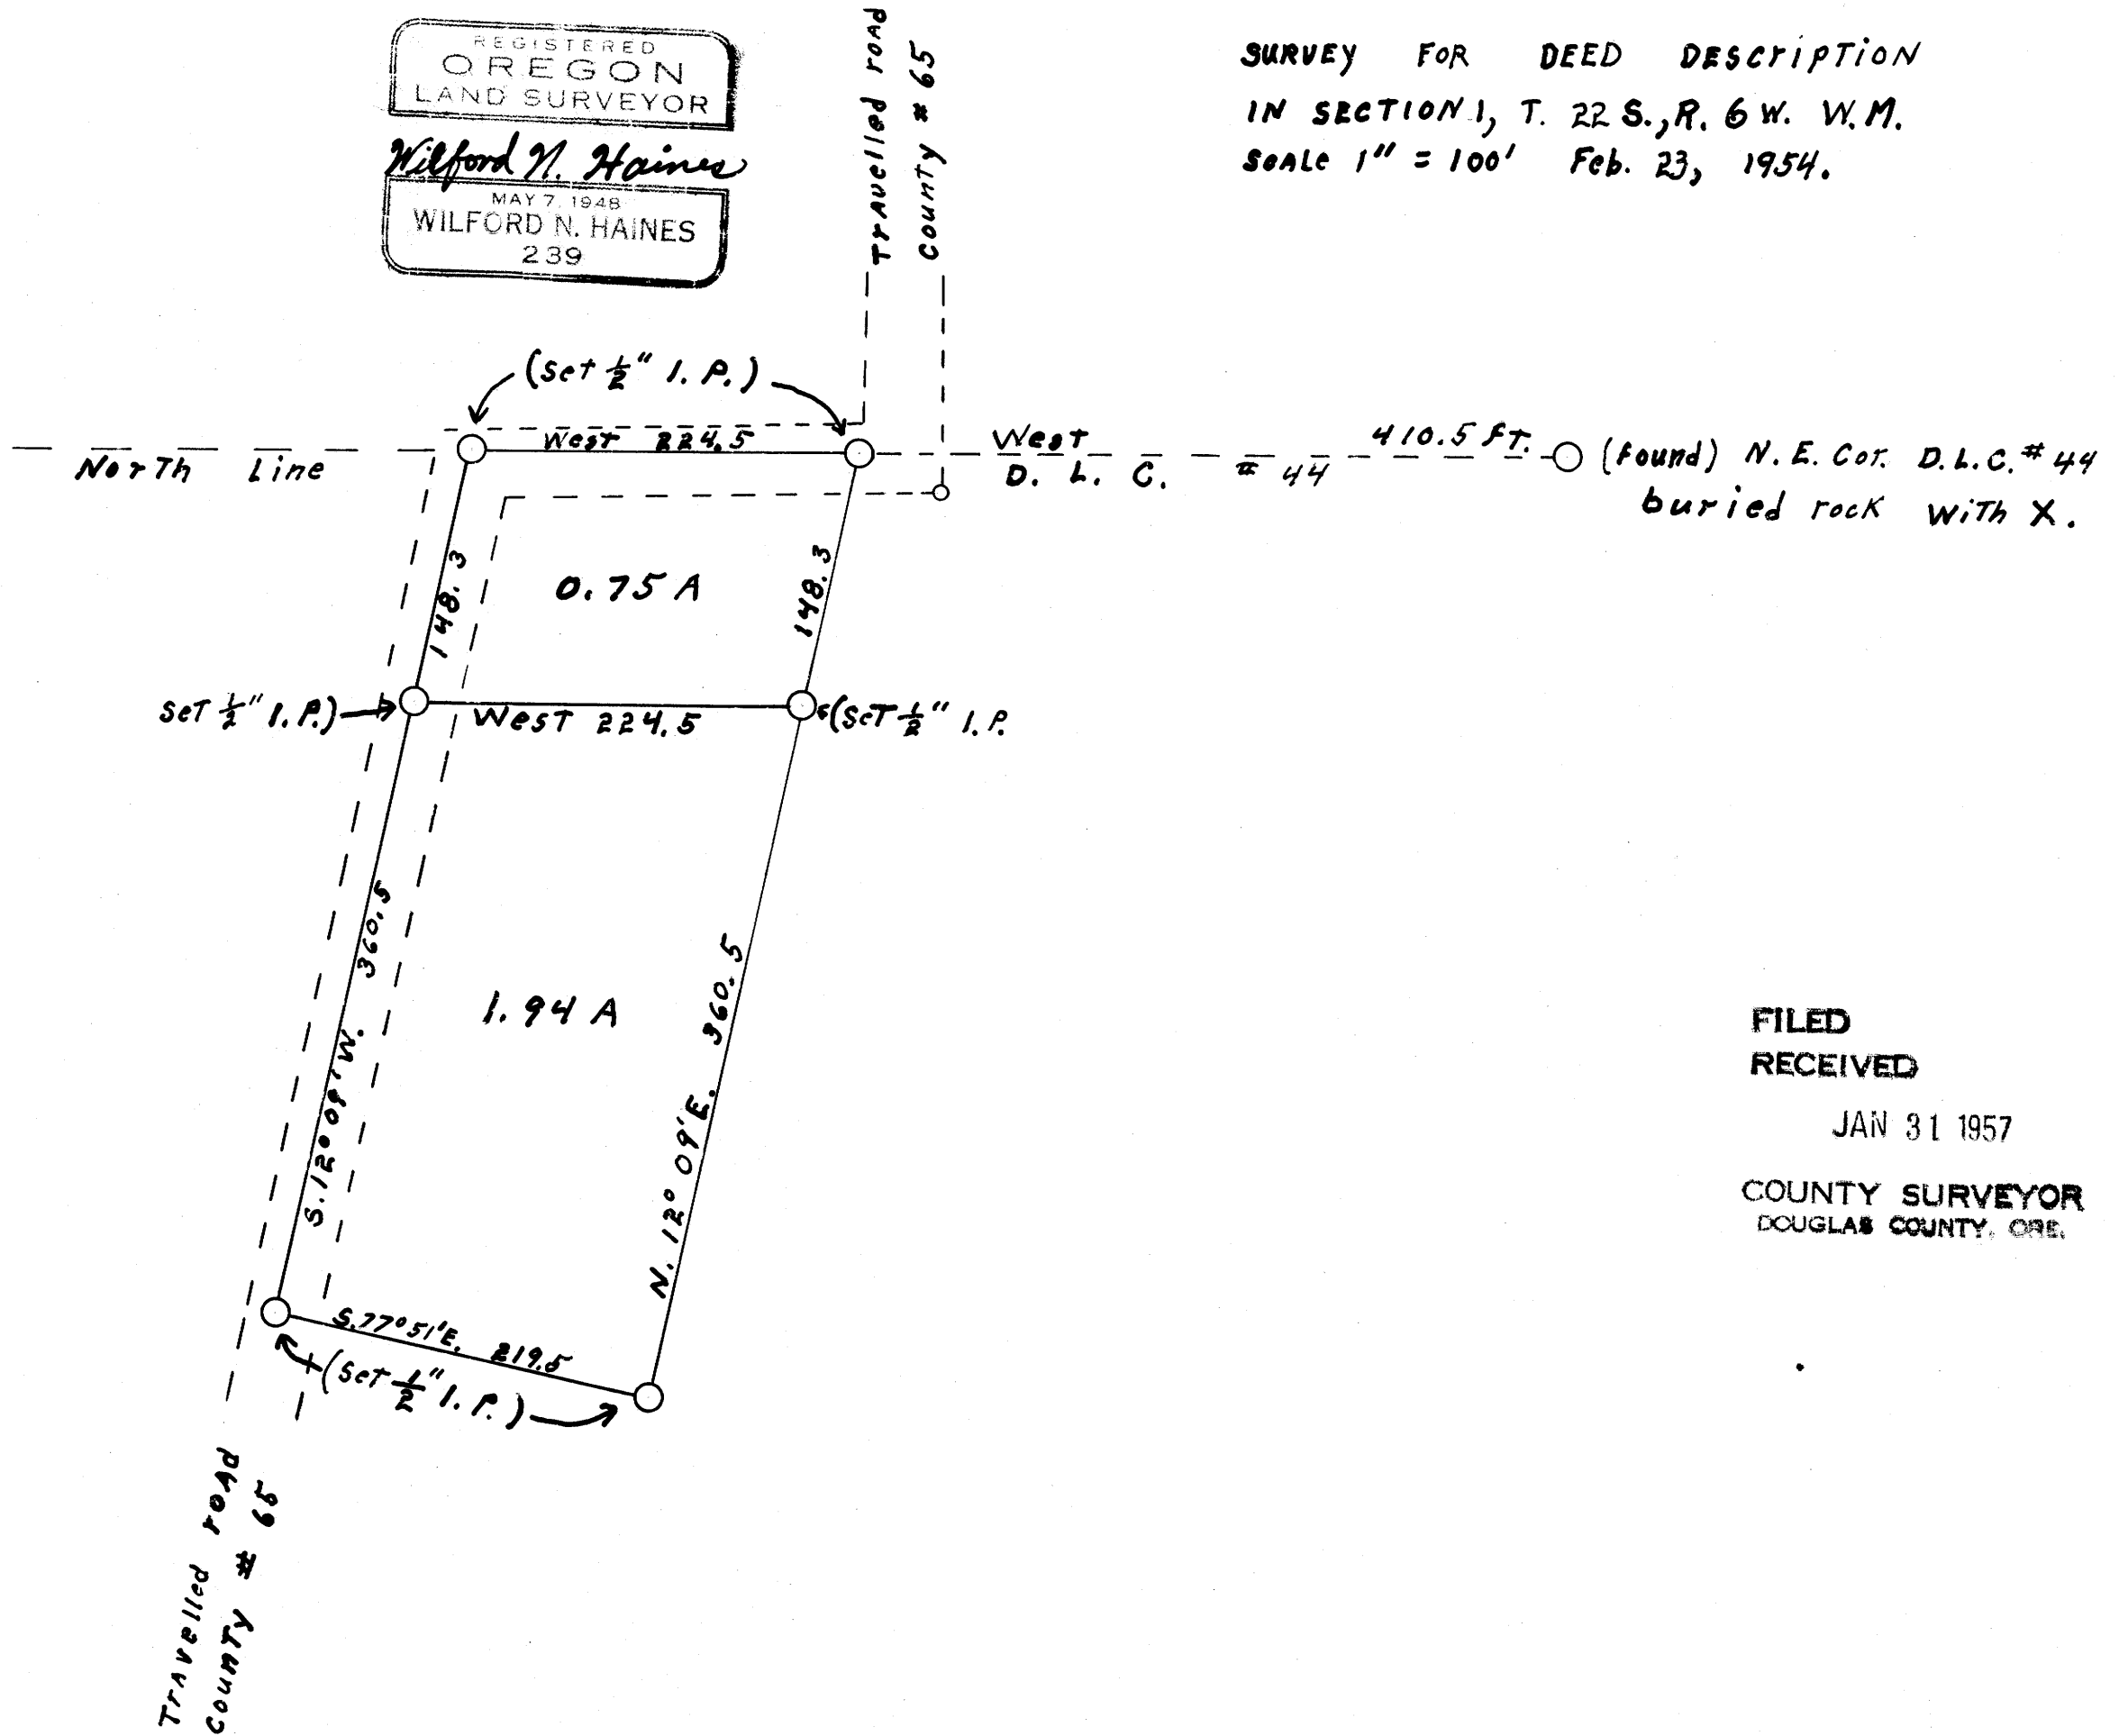 REGISTERED
OREGON
LAND SURVEYOR
Wilford N. Haines
MAY 7, 1948
WILFORD N. HAINES
239
Travelled road
County # 65
SURVEY FOR DEED DESCRIPTION
IN SECTION 1, T. 22 S., R. 6 W. W.M.
SCALE 1" = 100' Feb. 23, 1954.
(Set ½" I. P.)
North Line
West 224.5
West
D. L. C. # 44
410.5 FT.
(found) N. E. Cor. D.L.C. # 44
buried rock with X.
148.3
0.75 A
148.3
SET ½" I. P.)
West 224.5
(SET ½" I. P.
360.5
S. 12° 09' W.
1.94 A
360.5
N. 12° 09' E.
S. 77° 51' E. 219.5
(Set ½" I. P.)
Travelled road
County # 65
FILED
RECEIVED
JAN 31 1957
COUNTY SURVEYOR
DOUGLAS COUNTY, ORE.